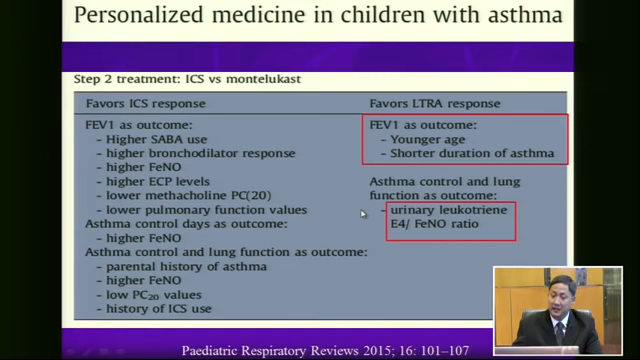 Personalized medicine in children with asthma
Step 2 treatment: ICS vs montelukast
Favors ICS response
FEV1 as outcome:
- Higher SABA use
- higher bronchodilator response
- higher FeNO
- higher ECP levels
- lower methacholine PC(20)
- lower pulmonary function values
Asthma control days as outcome:
- higher FeNO
Asthma control and lung function as outcome:
- parental history of asthma
- higher FeNO
- low PC20 values
- history of ICS use
Favors LTRA response
FEV1 as outcome:
- Younger age
- Shorter duration of asthma
Asthma control and lung
function as outcome:
- urinary leukotriene
E4/ FeNO ratio
Paediatric Respiratory Reviews 2015; 16: 101–107